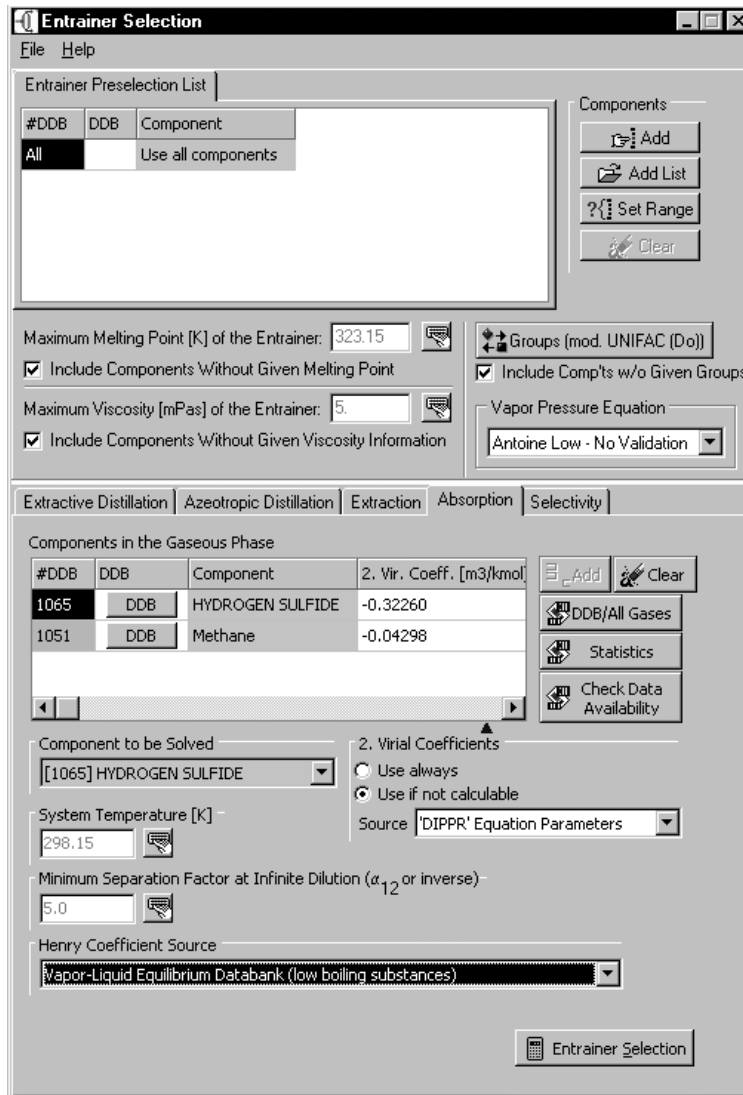 Entrainer Selection
File Help
Entrainer Preselection List
#DDB DDB Component
All Use all components
Components
Add
Add List
Set Range
Clear
Maximum Melting Point [K] of the Entrainer: 323.15
Include Components Without Given Melting Point
Maximum Viscosity [mPas] of the Entrainer: 5.
Include Components Without Given Viscosity Information
Groups (mod. UNIFAC (Do))
Include Comp'ts w/o Given Groups
Vapor Pressure Equation
Antoine Low - No Validation
Extractive Distillation Azeotropic Distillation Extraction Absorption Selectivity
Components in the Gaseous Phase
#DDB DDB Component 2. Vir. Coeff. [m3/kmol]
1065 DDB HYDROGEN SULFIDE -0.32260
1051 DDB Methane -0.04298
Add Clear
DDB/All Gases
Statistics
Check Data
Availability
Component to be Solved
[1065] HYDROGEN SULFIDE
2. Virial Coefficients
Use always
Use if not calculable
Source 'DIPPR' Equation Parameters
System Temperature [K]
298.15
Minimum Separation Factor at Infinite Dilution (α12 or inverse)
5.0
Henry Coefficient Source
Vapor-Liquid Equilibrium Databank (low boiling substances)
Entrainer Selection